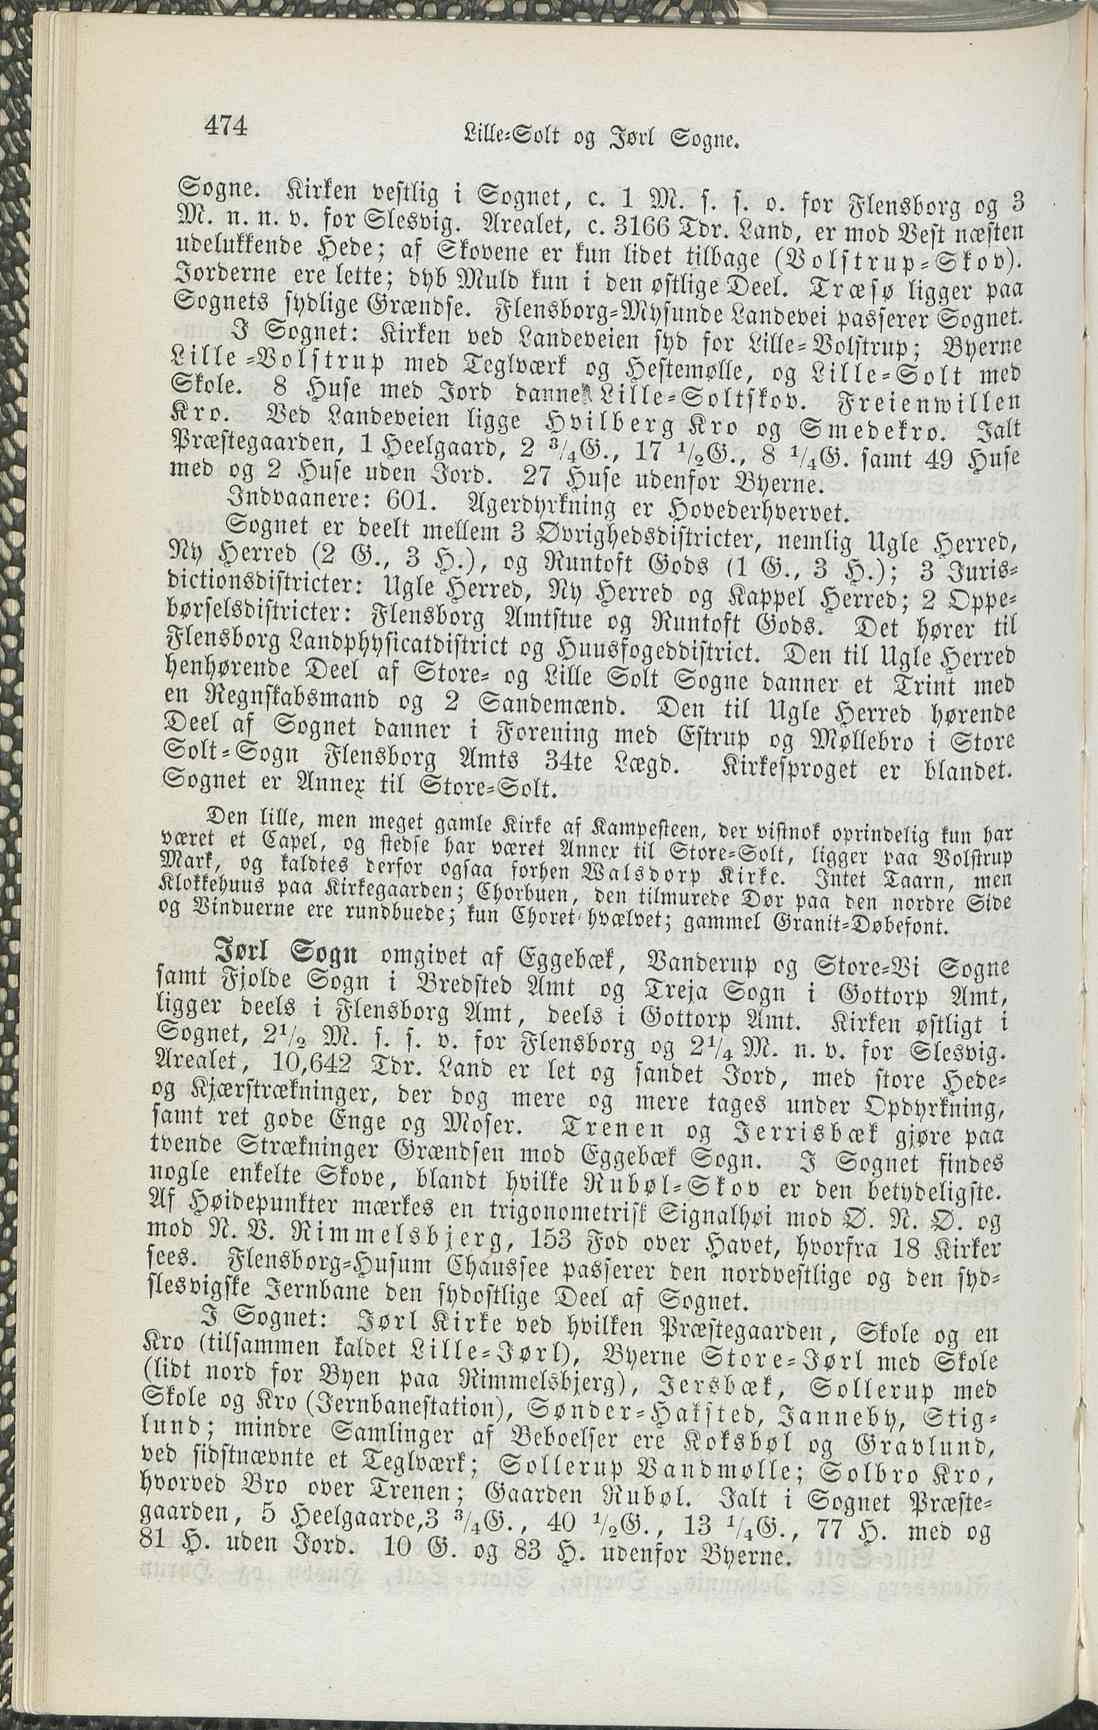 474
Lille-Solt og Jørl Sogne.
Sogne. Kirken vestlig i Sognet, c. 1 M. s. s. o. for Flensborg og 3
M. n. n. v. for Slesvig. Arealet, c. 3166 Tdr. Land, er mod Vest næsten
udelukkende Hede; af Skovene er kun lidet tilbage (Volstrup-Skov).
Jorderne ere lette; dyb Muld kun i den østlige Deel. Træsø ligger paa
Sognets sydlige Grændse. Flensborg-Mysunde Landevei passerer Sognet.
I Sognet: Kirken ved Landeveien syd for Lille-Volstrup; Byerne
Lille-Volstrup med Teglværk og Hestemølle, og Lille-Solt med
Skole. 8 Huse med Jord danne Lille-Soltskov. Freienwillen
Kro. Ved Landeveien ligge Hvilberg Kro og Smedekro. Ialt
Præstegaarden, 1 Heelgaard, 2 3/4G., 17 1/2G., 8 1/4G. samt 49 Huse
med og 2 Huse uden Jord. 27 Huse udenfor Byerne.
Indvaanere: 601. Agerdyrkning er Hovederhvervet.
Sognet er deelt mellem 3 Øvrighedsdistricter, nemlig Ugle Herred,
Ny Herred (2 G., 3 H.), og Runtoft Gods (1 G., 3 H.); 3 Juris-
dictionsdistricter: Ugle Herred, Ny Herred og Kappel Herred; 2 Oppe-
børselsdistricter: Flensborg Amtstue og Runtoft Gods. Det hører til
Flensborg Landphysicatdistrict og Huusfogeddistrict. Den til Ugle Herred
henhørende Deel af Store- og Lille Solt Sogne danner et Trint med
en Regnskabsmand og 2 Sandemænd. Den til Ugle Herred hørende
Deel af Sognet danner i Forening med Estrup og Møllebro i Store
Solt-Sogn Flensborg Amts 34te Lægd. Kirkesproget er blandet.
Sognet er Annex til Store-Solt.
Den lille, men meget gamle Kirke af Kampesteen, der vistnok oprindelig kun har
været et Capel, og stedse har været Annex til Store-Solt, ligger paa Volstrup
Mark, og kaldtes derfor ogsaa forhen Walsdorp Kirke. Intet Taarn, men
Klokkehuus paa Kirkegaarden; Chorbuen, den tilmurede Dør paa den nordre Side
og Vinduerne ere rundbuede; kun Choret hvælvet; gammel Granit-Døbefont.
Jørl Sogn omgivet af Eggebæk, Vanderup og Store-Vi Sogne
samt Fjolde Sogn i Bredsted Amt og Treja Sogn i Gottorp Amt,
ligger deels i Flensborg Amt, deels i Gottorp Amt. Kirken østligt i
Sognet, 2 1/2 M. s. s. v. for Flensborg og 2 1/4 M. n. v. for Slesvig.
Arealet, 10,642 Tdr. Land er let og sandet Jord, med store Hede-
og Kjærstrækninger, der dog mere og mere tages under Opdyrkning,
samt ret gode Enge og Moser. Trenen og Jerrisbæk gjøre paa
tvende Strækninger Grændsen mod Eggebæk Sogn. I Sognet findes
nogle enkelte Skove, blandt hvilke Rubøl-Skov er den betydeligste.
Af Høidepunkter mærkes en trigonometrisk Signalhøi mod Ø. N. Ø. og
mod N. V. Rimmelsbjerg, 153 Fod over Havet, hvorfra 18 Kirker
sees. Flensborg-Husum Chaussee passerer den nordvestlige og den syd-
slesvigske Jernbane den sydostlige Deel af Sognet.
I Sognet: Jørl Kirke ved hvilken Præstegaarden, Skole og en
Kro (tilsammen kaldet Lille-Jørl), Byerne Store-Jørl med Skole
(lidt nord for Byen paa Rimmelsbjerg), Jersbæk, Sollerup med
Skole og Kro (Jernbanestation), Sønder-Haksted, Janneby, Stig-
lund; mindre Samlinger af Beboelser ere Koksbøl og Gravlund,
ved sidstnævnte et Teglværk; Sollerup Vandmølle; Solbro Kro,
hvorved Bro over Trenen; Gaarden Rubøl. Ialt i Sognet Præste-
gaarden, 5 Heelgaarde,3 3/4G., 40 1/2G., 13 1/4G., 77 H. med og
81 H. uden Jord. 10 G. og 83 H. udenfor Byerne.